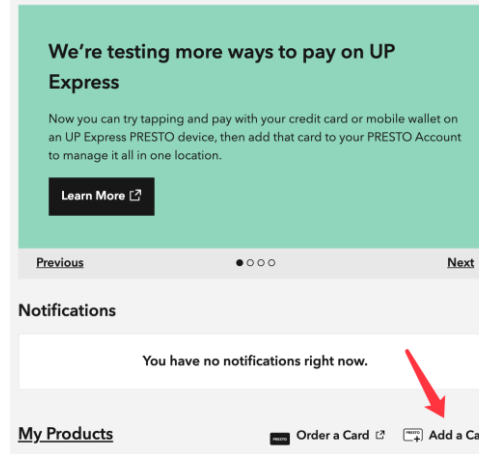 We're testing more ways to pay on UP
Express
Now you can try tapping and pay with your credit card or mobile wallet on
an UP Express PRESTO device, then add that card to your PRESTO Account
to manage it all in one location.
Learn More
Previous
Next
Notifications
You have no notifications right now.
My Products
PRESTO
Order a Card
PRESTO
Add a Ca